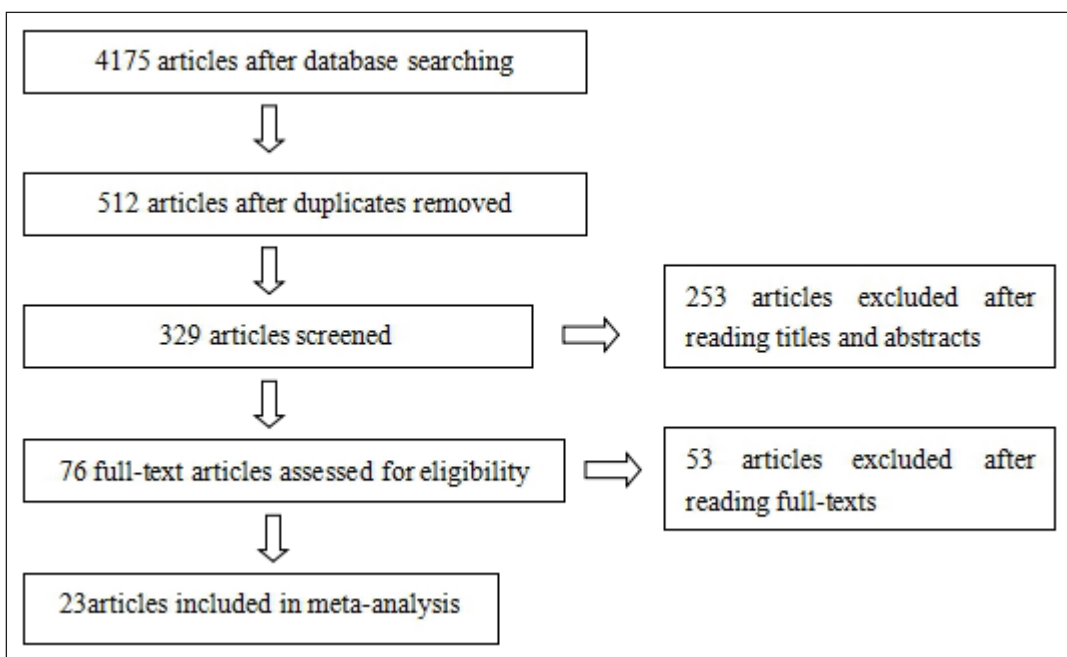 4175 articles after database searching
512 articles after duplicates removed
329 articles screened
253 articles excluded after
reading titles and abstracts
76 full-text articles assessed for eligibility
53 articles excluded after
reading full-texts
23articles included in meta-analysis